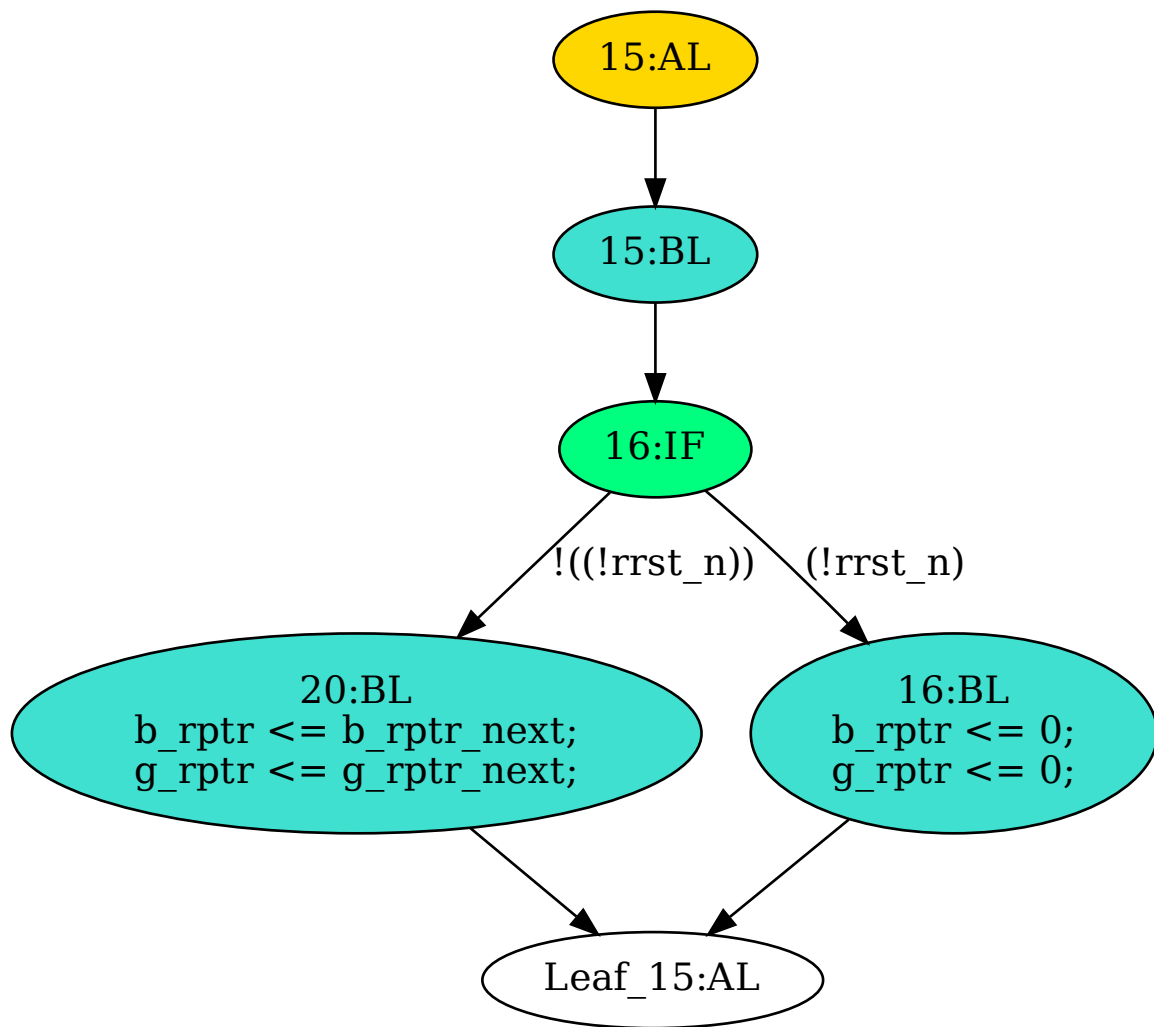 15:AL
15:BL
16:IF
!((!rrst_n))
(!rrst_n)
20:BL
b_rptr <= b_rptr_next;
g_rptr <= g_rptr_next;
16:BL
b_rptr <= 0;
g_rptr <= 0;
Leaf_15:AL